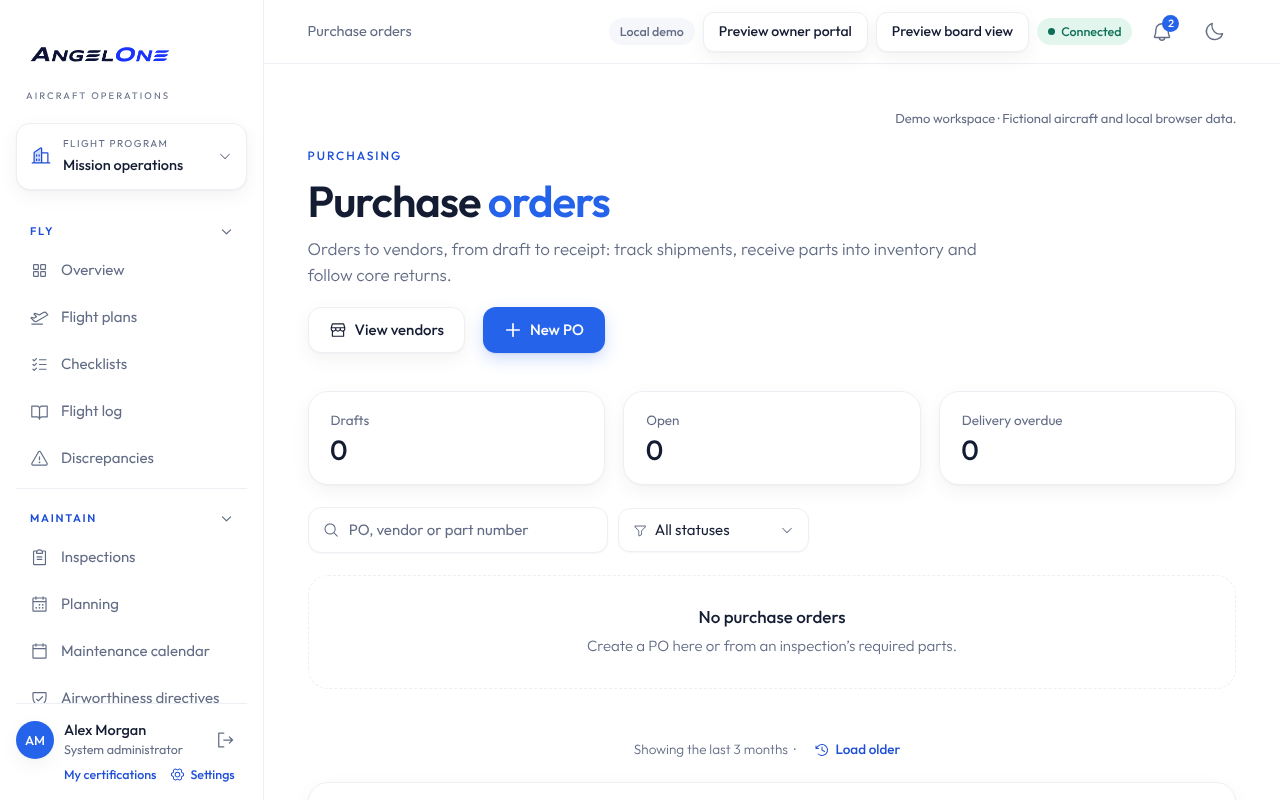 ANGELONE
AIRCRAFT OPERATIONS
FLIGHT PROGRAM
Mission operations
FLY
Overview
Flight plans
Checklists
Flight log
Discrepancies
MAINTAIN
Inspections
Planning
Maintenance calendar
Airworthiness directives
AM
Alex Morgan
System administrator
My certifications
Settings
Purchase orders
Local demo
Preview owner portal
Preview board view
Connected
2
Demo workspace · Fictional aircraft and local browser data.
PURCHASING
Purchase orders
Orders to vendors, from draft to receipt: track shipments, receive parts into inventory and
follow core returns.
View vendors
New PO
Drafts
0
Open
0
Delivery overdue
0
PO, vendor or part number
All statuses
No purchase orders
Create a PO here or from an inspection’s required parts.
Showing the last 3 months ·
Load older